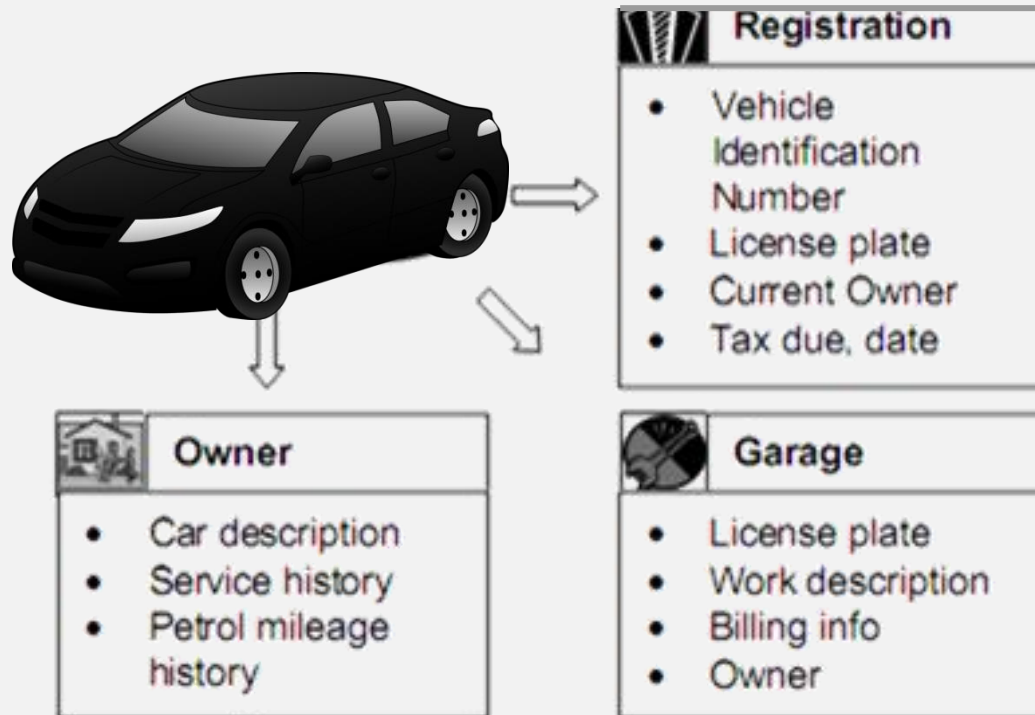 Registration
• Vehicle
Identification
Number
• License plate
• Current Owner
• Tax due, date
Owner
• Car description
• Service history
• Petrol mileage
history
Garage
• License plate
• Work description
• Billing info
• Owner